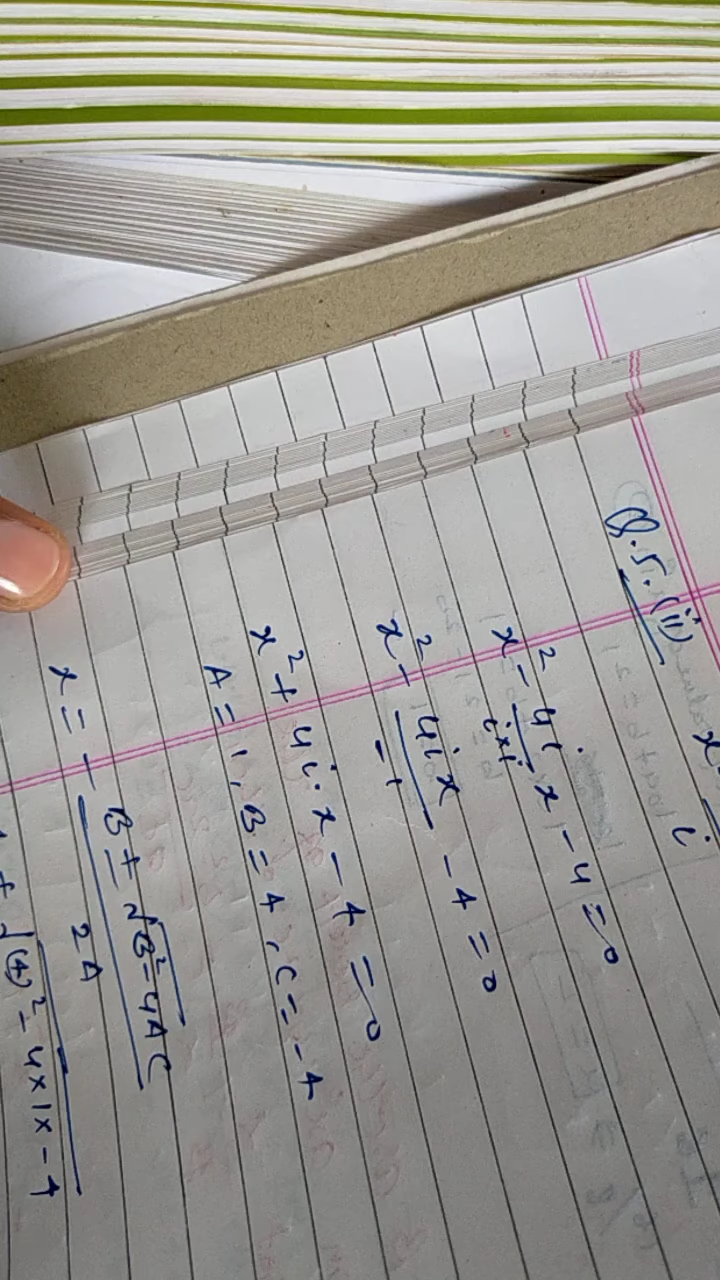 Q.5.(ii) x
i
x² - 4i/i×i x - 4 = 0
x² - 4ix/-1 - 4 = 0
x² + 4i·x - 4 = 0
A = 1, B = 4, C = -4
x = - B ± √B² - 4AC / 2A
± √(4)² - 4×1×-4